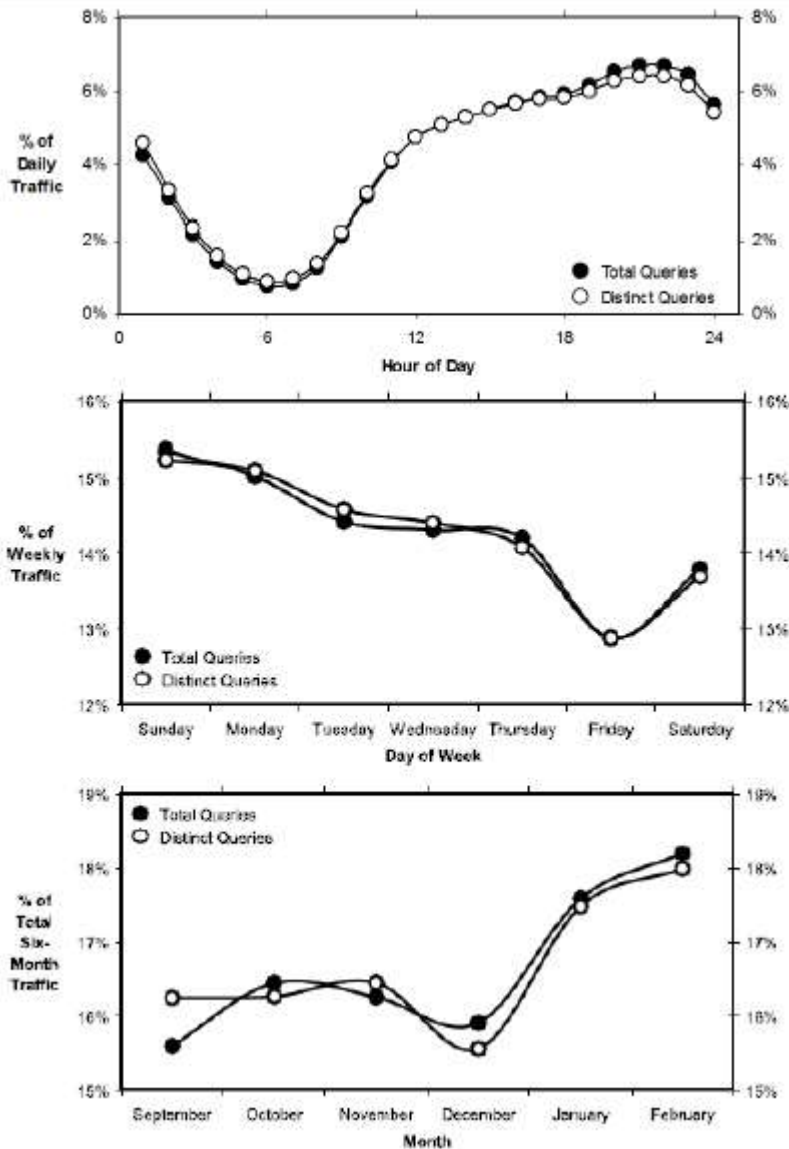 8%
8%
6%
6%
% of
Daily
Traffic
4%
4%
2%
2%
Total Queries
Distinct Queries
0%
0%
0
6
12
18
24
Hour of Day
16%
16%
15%
15%
% of
Weekly
Traffic
14%
14%
13%
13%
Total Queries
Distinct Queries
12%
12%
Sunday Monday Tuesday Wednesday Thursday Friday Saturday
Day of Week
19%
19%
Total Queries
Distinct Queries
18%
18%
% of
Total
Six-
Month
Traffic
17%
17%
16%
16%
15%
15%
September October November December January February
Month